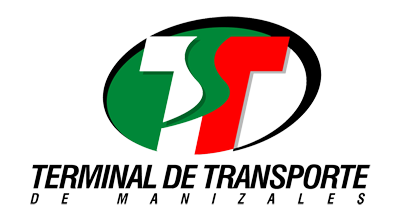 TERMINAL DE TRANSPORTE
DE MANIZALES